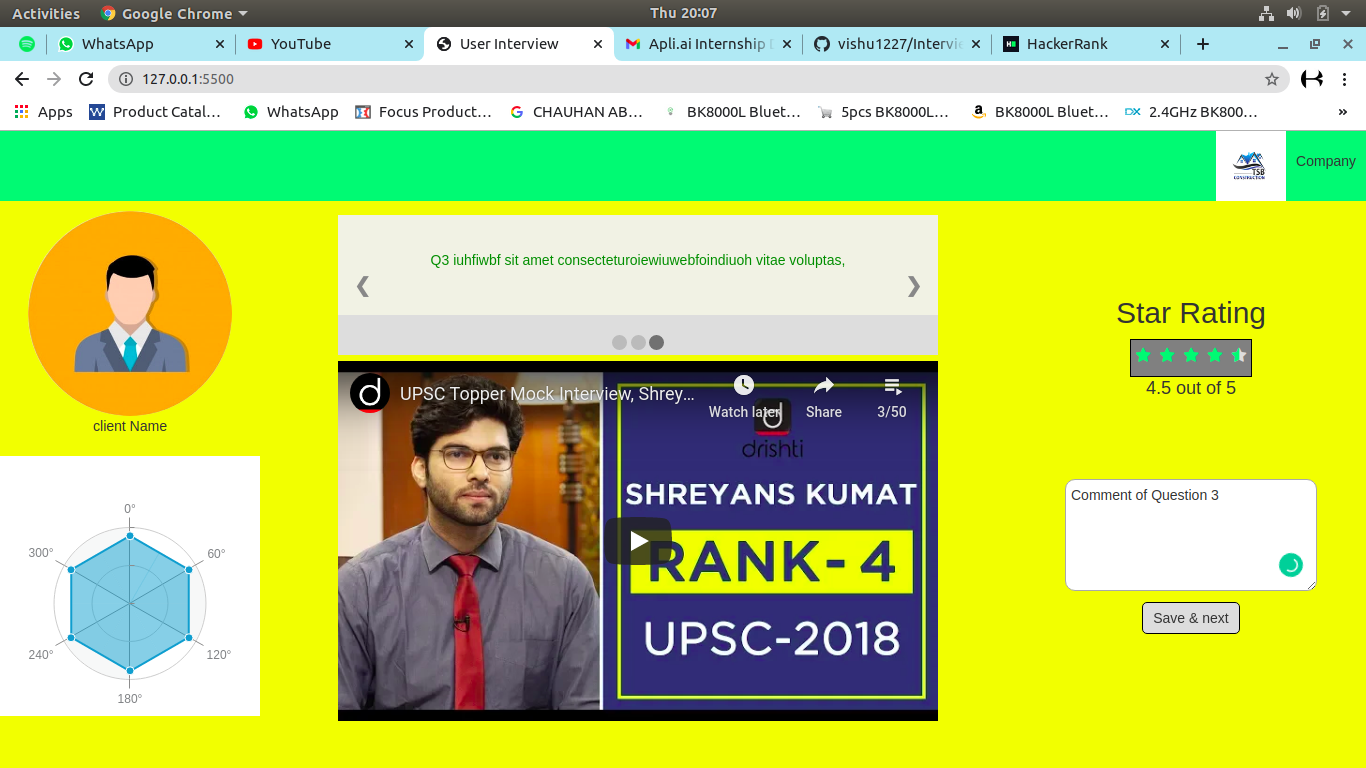 Activities
Google Chrome
Thu 20:07
WhatsApp
YouTube
User Interview
Apli.ai Internship
vishu1227/Intervie
HackerRank
127.0.0.1:5500
Apps
Product Catal…
WhatsApp
Focus Product…
CHAUHAN AB…
BK8000L Bluet…
5pcs BK8000L…
BK8000L Bluet…
2.4GHz BK800…
»
TSB
CONSTRUCTION
Company
Q3 iuhfiwbf sit amet consecteturoiewiuwebfoindiuoh vitae voluptas,
❮
❯
Star Rating
4.5 out of 5
client Name
d
UPSC Topper Mock Interview, Shrey…
Watch later
Share
3/50
d
drishti
SHREYANS KUMAT
RANK- 4
UPSC-2018
0°
60°
120°
180°
240°
300°
Comment of Question 3
Save & next